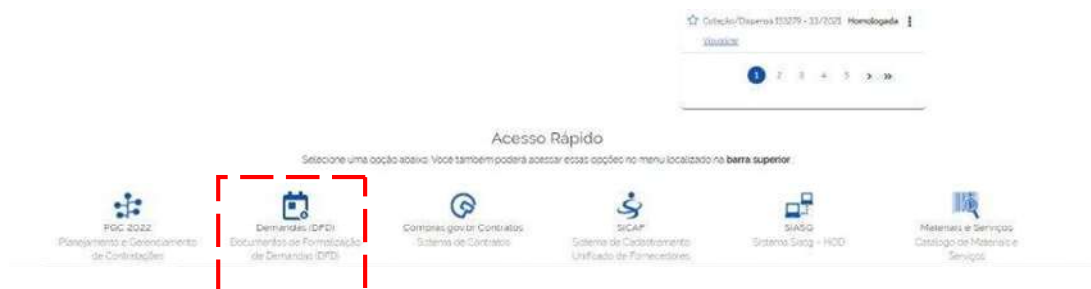 Cotação/Dispensa 153279 - 33/2021 Homologada
Visualizar
1 2 3 4 5 > >>
Acesso Rápido
Selecione uma opção abaixo. Você também poderá acessar essas opções no menu localizado na barra superior.
PGC 2022
Planejamento e Gerenciamento
de Contratações
Demandas (DFD)
Documentos de Formalização
de Demandas (DFD)
Compras.gov.br Contratos
Sistema de Contratos
SICAF
Sistema de Cadastramento
Unificado de Fornecedores
SIASG
Sistema Siasg - HOD
Materiais e Serviços
Catálogo de Materiais e
Serviços